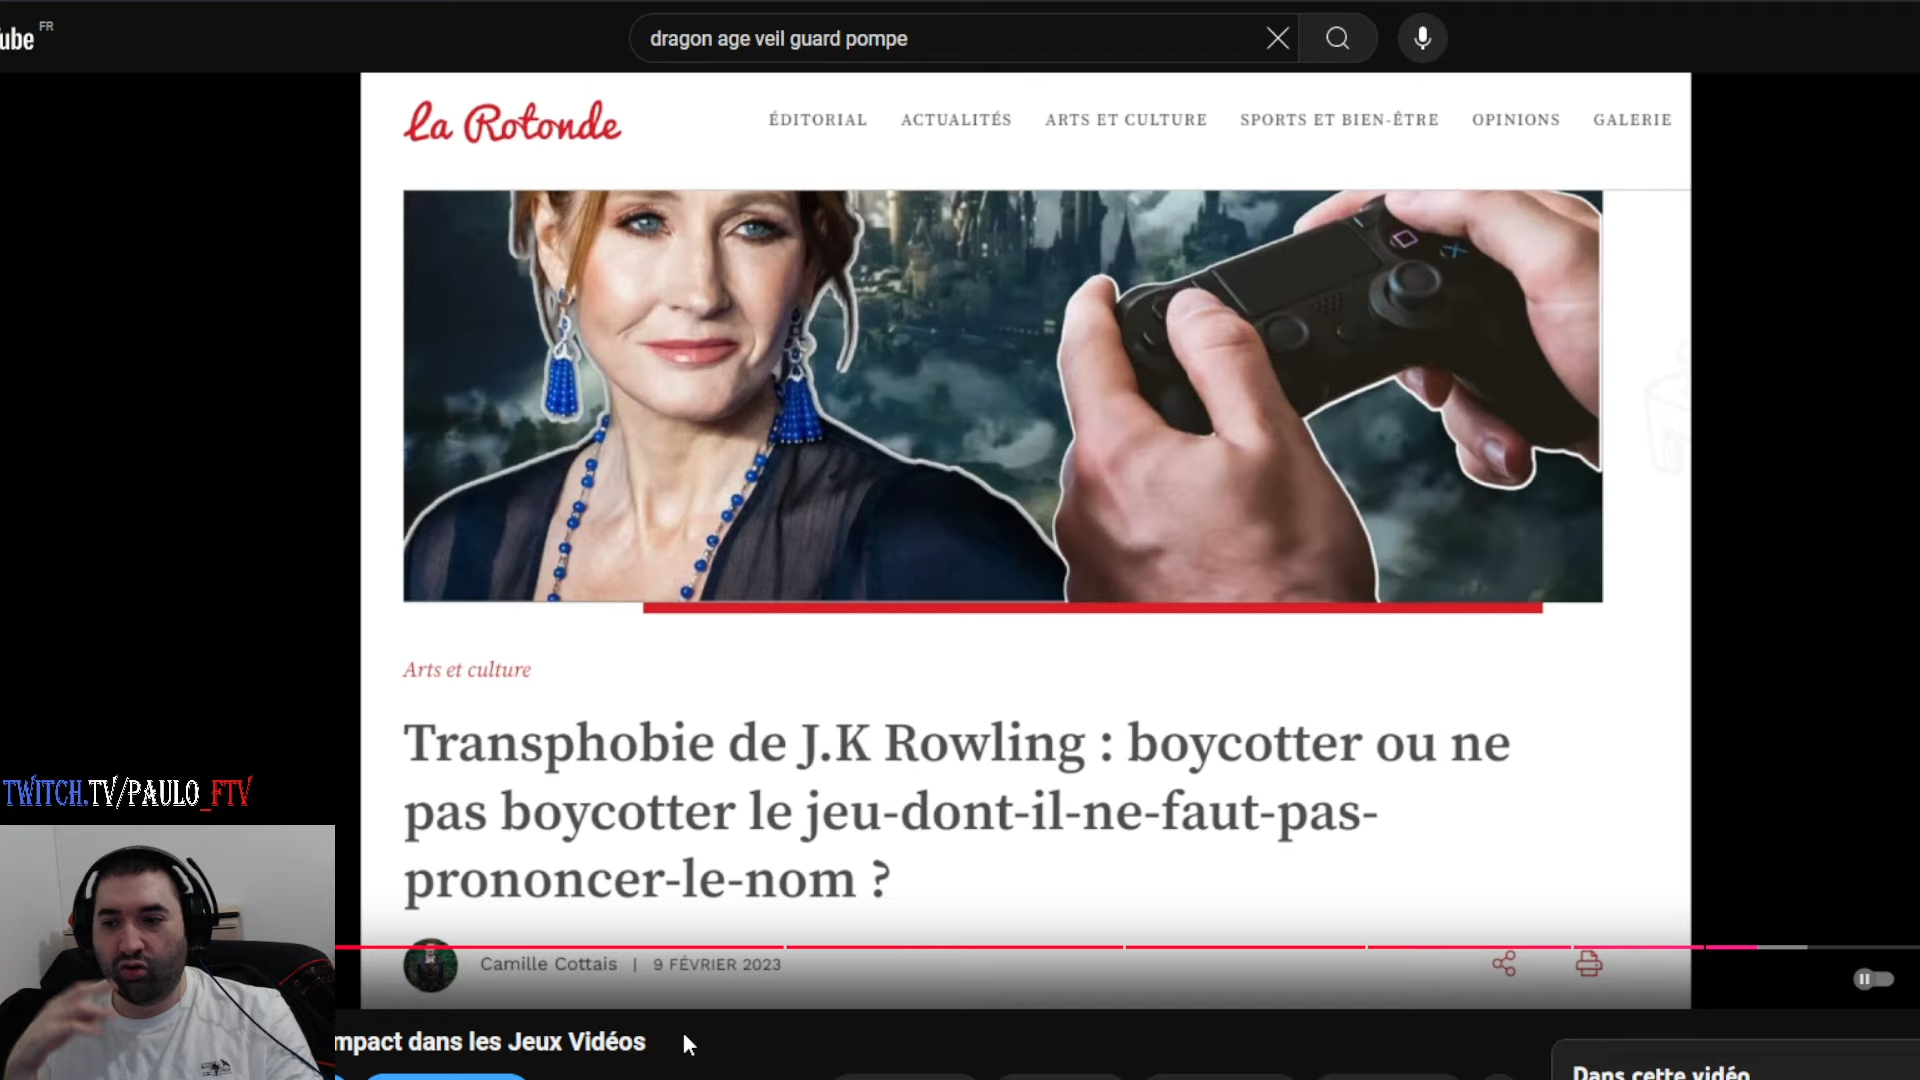 ube FR
dragon age veil guard pompe
La Rotonde
ÉDITORIAL ACTUALITÉS ARTS ET CULTURE SPORTS ET BIEN-ÊTRE OPINIONS GALERIE
Arts et culture
Transphobie de J.K Rowling : boycotter ou ne
pas boycotter le jeu-dont-il-ne-faut-pas-
prononcer-le-nom ?
TWITCH.TV/PAULO_FTV
Camille Cottais | 9 FÉVRIER 2023
mpact dans les Jeux Vidéos
Dans cette vidéo